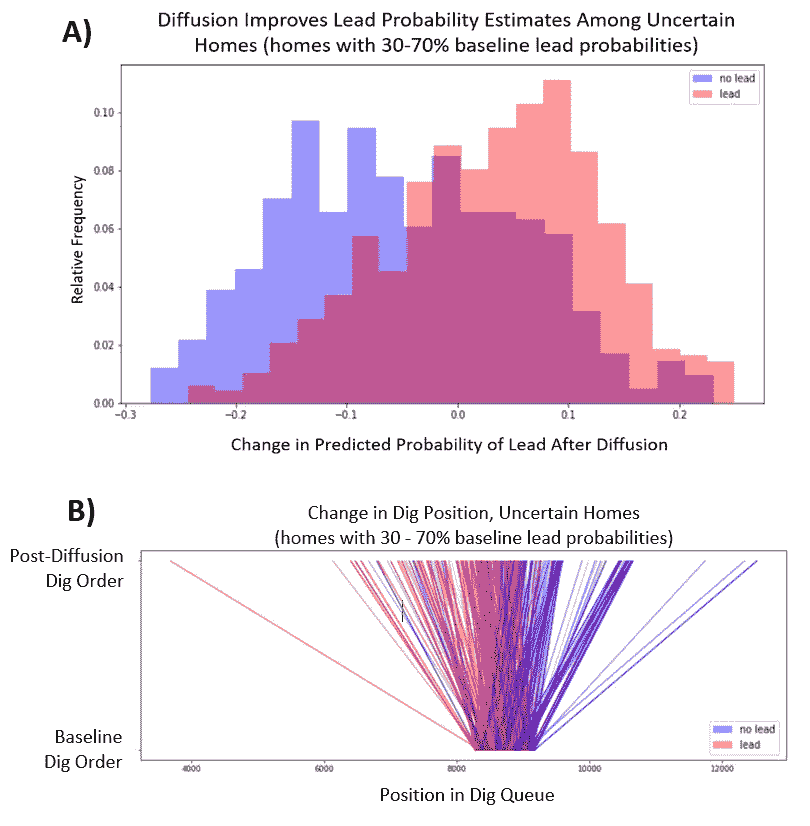 A)
Diffusion Improves Lead Probability Estimates Among Uncertain
Homes (homes with 30-70% baseline lead probabilities)
no lead
lead
Relative Frequency
0.10
0.08
0.06
0.04
0.02
0.00
−0.3 −0.2 −0.1 0.0 0.1 0.2
Change in Predicted Probability of Lead After Diffusion
B)
Change in Dig Position, Uncertain Homes
(homes with 30 - 70% baseline lead probabilities)
Post-Diffusion
Dig Order
Baseline
Dig Order
no lead
lead
4000 6000 8000 10000 12000
Position in Dig Queue